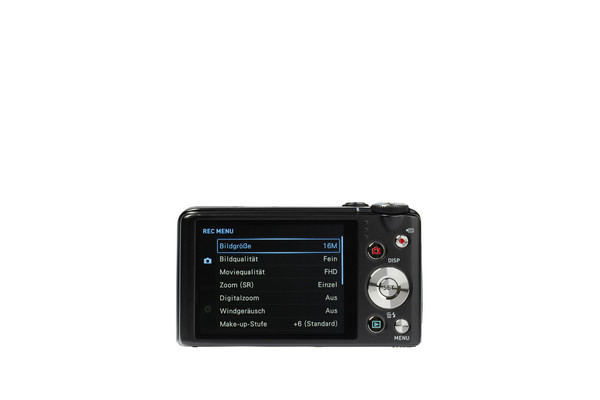 REC MENU
Bildgröße 16M
Bildqualität Fein
Moviequalität FHD
Zoom (SR) Einzel
Digitalzoom Aus
Windgeräusch Aus
Make-up-Stufe +6 (Standard)
DISP
SET
MENU